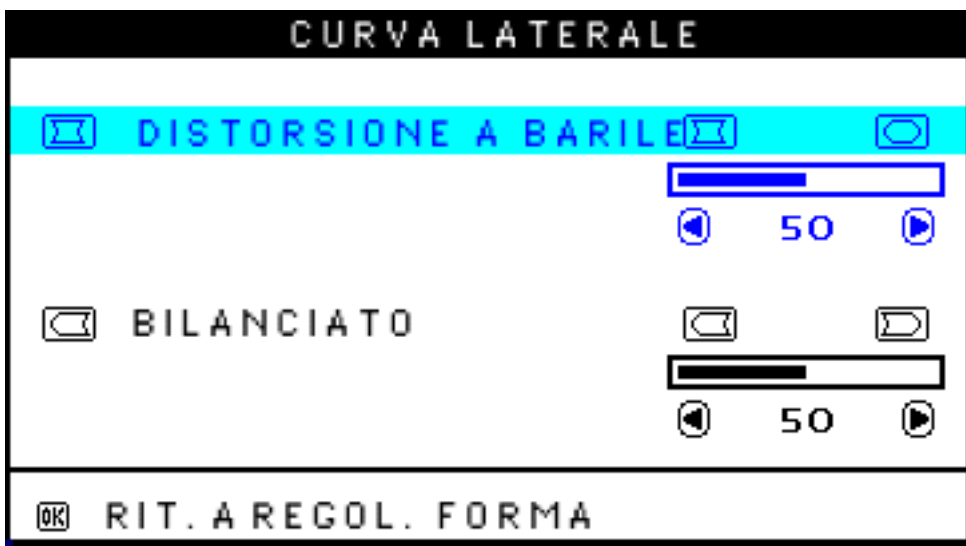 CURVA LATERALE
DISTORSIONE A BARILE
50
BILANCIATO
50
OK RIT. A REGOL. FORMA